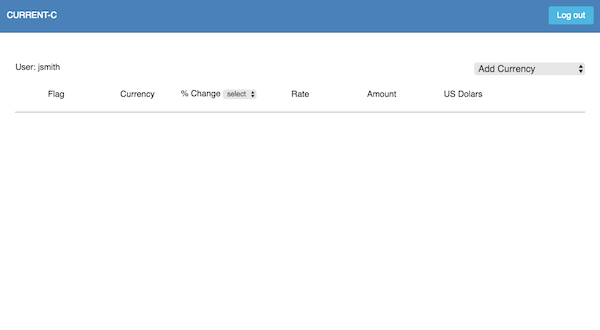 CURRENT-C Log out
User: jsmith Add Currency
Flag Currency % Change select Rate Amount US Dolars